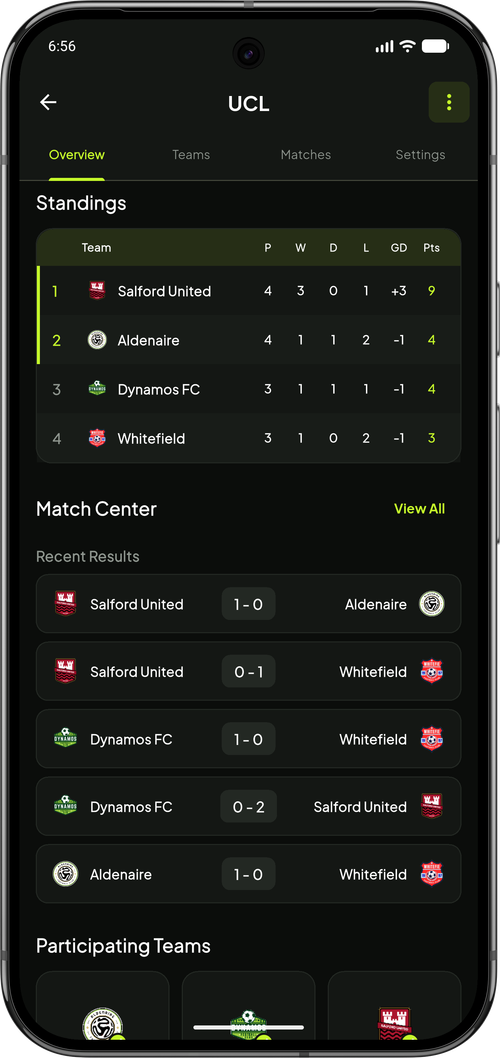 6:56
UCL
Overview Teams Matches Settings
Standings
Team P W D L GD Pts
1 Salford United 4 3 0 1 +3 9
2 Aldenaire 4 1 1 2 -1 4
3 Dynamos FC 3 1 1 1 -1 4
4 Whitefield 3 1 0 2 -1 3
Match Center View All
Recent Results
Salford United 1 - 0 Aldenaire
Salford United 0 - 1 Whitefield
Dynamos FC 1 - 0 Whitefield
Dynamos FC 0 - 2 Salford United
Aldenaire 1 - 0 Whitefield
Participating Teams